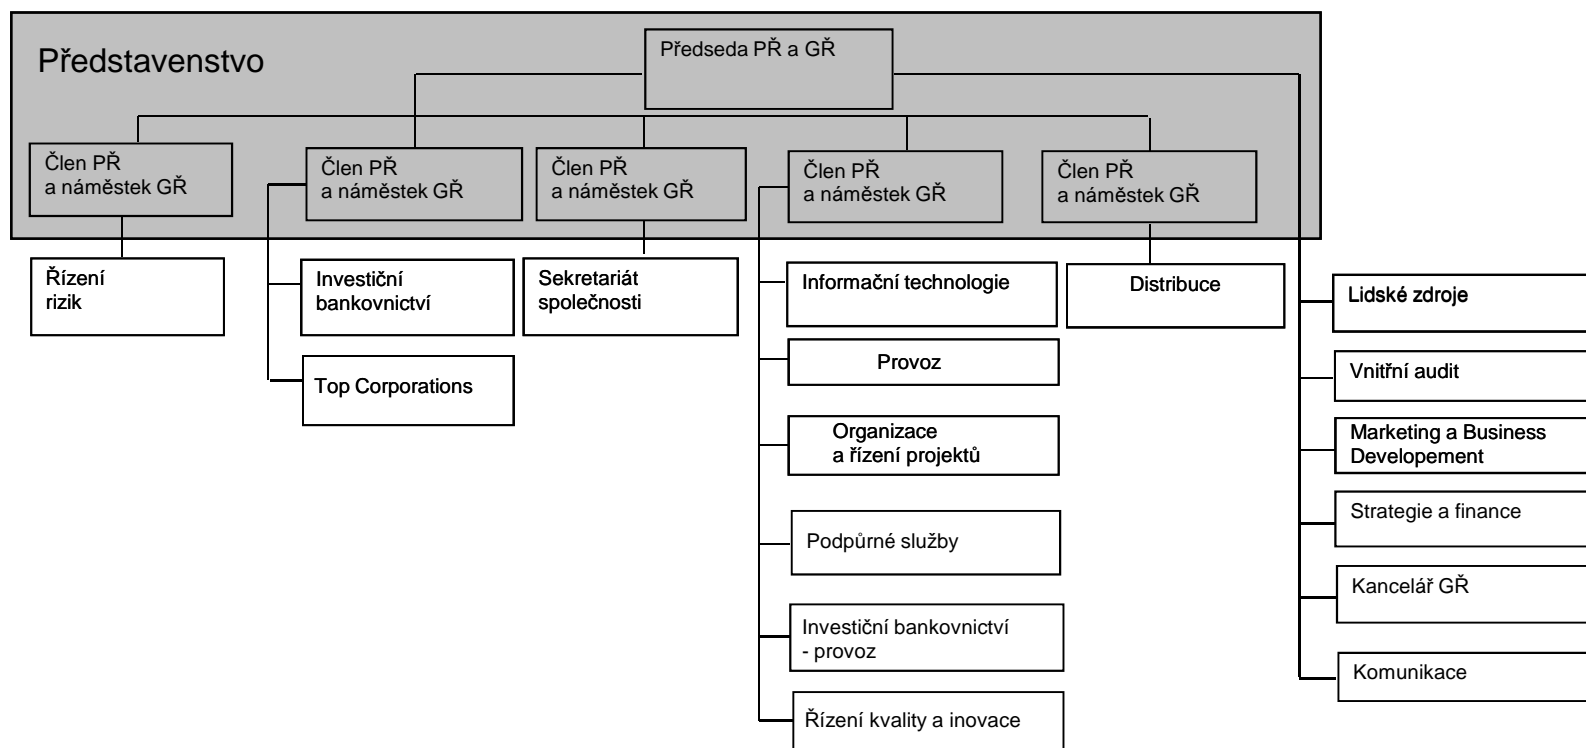 Představenstvo
Předseda PŘ a GŘ
Člen PŘ
a náměstek GŘ
Člen PŘ
a náměstek GŘ
Člen PŘ
a náměstek GŘ
Člen PŘ
a náměstek GŘ
Člen PŘ
a náměstek GŘ
Řízení
rizik
Investiční
bankovnictví
Top Corporations
Sekretariát
společnosti
Informační technologie
Provoz
Organizace
a řízení projektů
Podpůrné služby
Investiční bankovnictví
- provoz
Řízení kvality a inovace
Distribuce
Lidské zdroje
Vnitřní audit
Marketing a Business
Developement
Strategie a finance
Kancelář GŘ
Komunikace